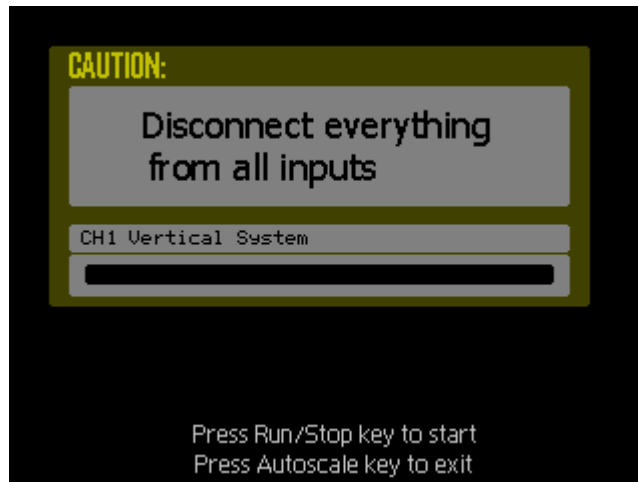 CAUTION:
Disconnect everything
from all inputs
CH1 Vertical System
Press Run/Stop key to start
Press Autoscale key to exit